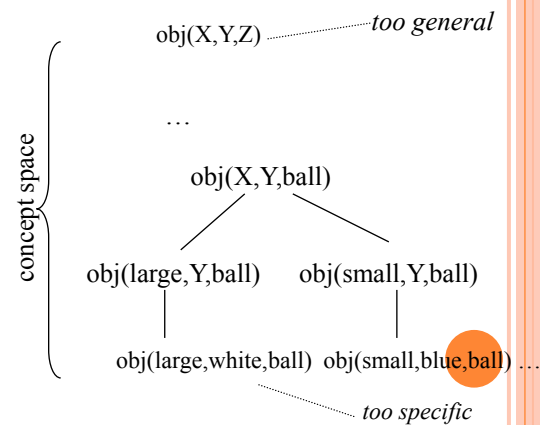 too general
obj(X,Y,Z)
…
concept space
obj(X,Y,ball)
obj(large,Y,ball) obj(small,Y,ball)
obj(large,white,ball) obj(small,blue,ball) …
too specific